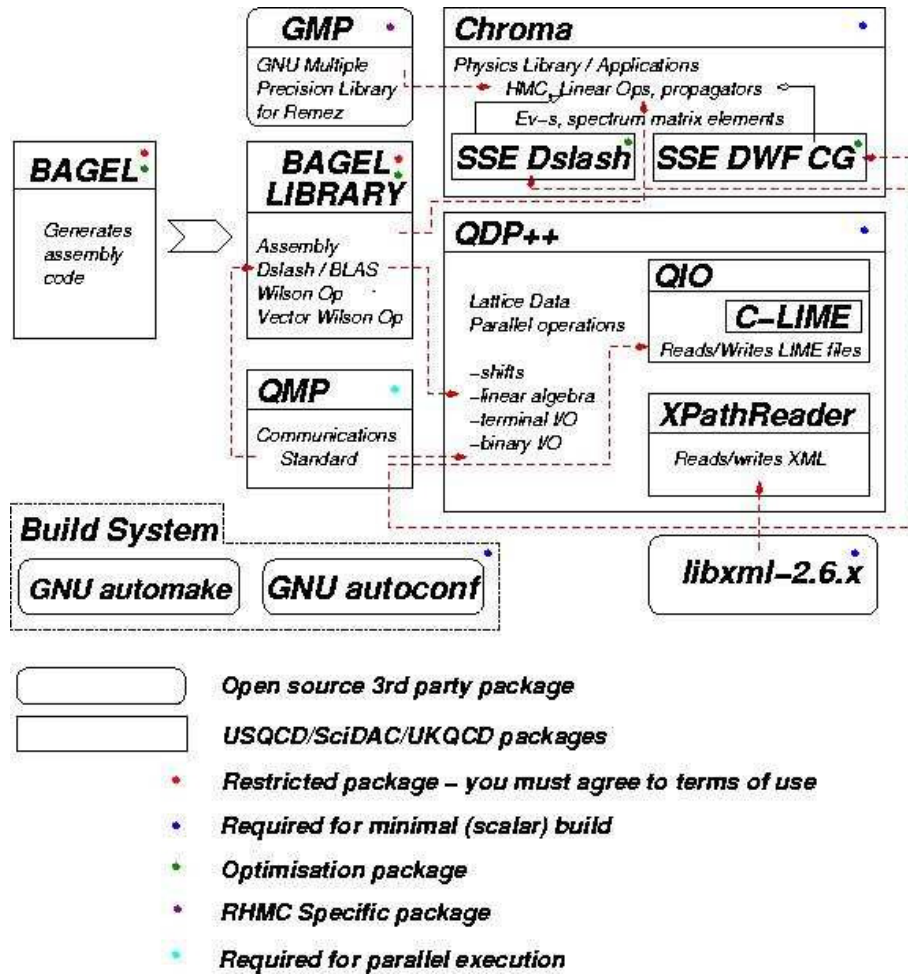 GMP
GNU Multiple
Precision Library
for Remez
Chroma
Physics Library / Applications
HMC, Linear Ops, propagators
Ev-s, spectrum matrix elements
SSE Dslash
SSE DWF CG
BAGEL
Generates
assembly
code
BAGEL
LIBRARY
Assembly
Dslash / BLAS
Wilson Op
Vector Wilson Op
QDP++
Lattice Data
Parallel operations
-shifts
-linear algebra
-terminal I/O
-binary I/O
QIO
C-LIME
Reads/Writes LIME files
XPathReader
Reads/writes XML
QMP
Communications
Standard
Build System
GNU automake
GNU autoconf
libxml-2.6.x
Open source 3rd party package
USQCD/SciDAC/UKQCD packages
Restricted package - you must agree to terms of use
Required for minimal (scalar) build
Optimisation package
RHMC Specific package
Required for parallel execution